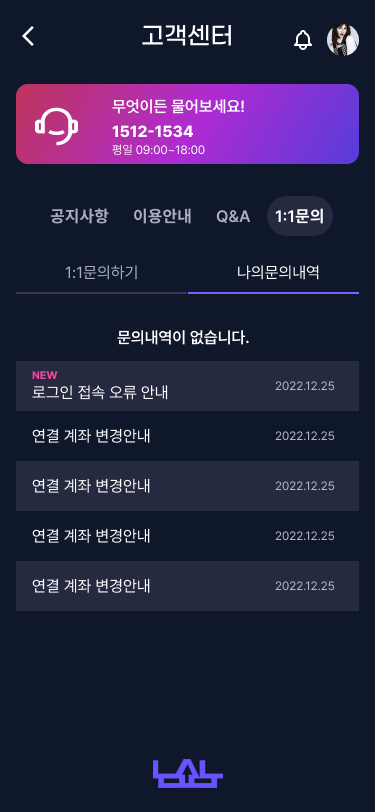 고객센터
무엇이든 물어보세요!
1512-1534
평일 09:00~18:00
공지사항 이용안내 Q&A 1:1문의
1:1문의하기 나의문의내역
문의내역이 없습니다.
NEW
로그인 접속 오류 안내 2022.12.25
연결 계좌 변경안내 2022.12.25
연결 계좌 변경안내 2022.12.25
연결 계좌 변경안내 2022.12.25
연결 계좌 변경안내 2022.12.25